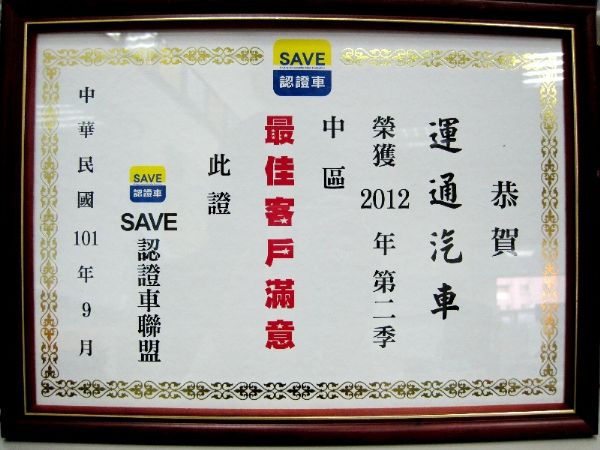 SAVE
認證車
恭賀
運通汽車
榮獲2012年第二季
中區
最佳客戶滿意
此證
SAVE
認證車
SAVE
認證車聯盟
中華民國101年9月